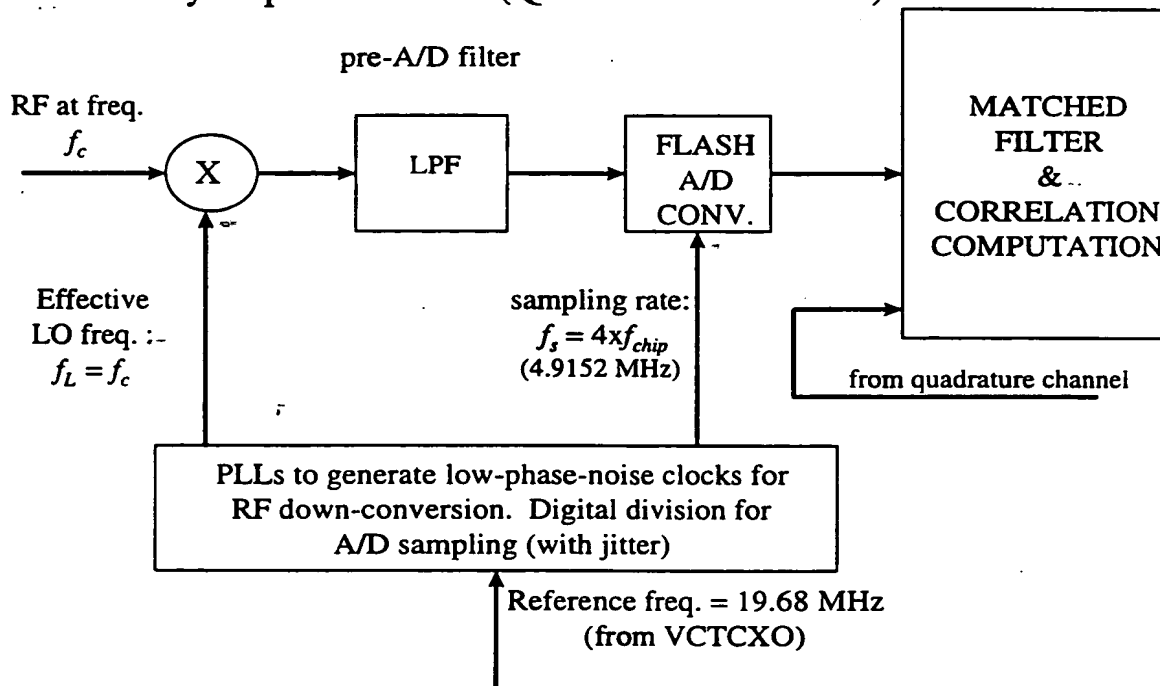 pre-A/D filter
RF at freq.
f_c
X
LPF
FLASH
A/D
CONV.
MATCHED
FILTER
&
CORRELATION
COMPUTATION
Effective
LO freq. :-
f_L = f_c
sampling rate:
f_s = 4xf_chip
(4.9152 MHz)
from quadrature channel
PLLs to generate low-phase-noise clocks for
RF down-conversion. Digital division for
A/D sampling (with jitter)
Reference freq. = 19.68 MHz
(from VCTCXO)